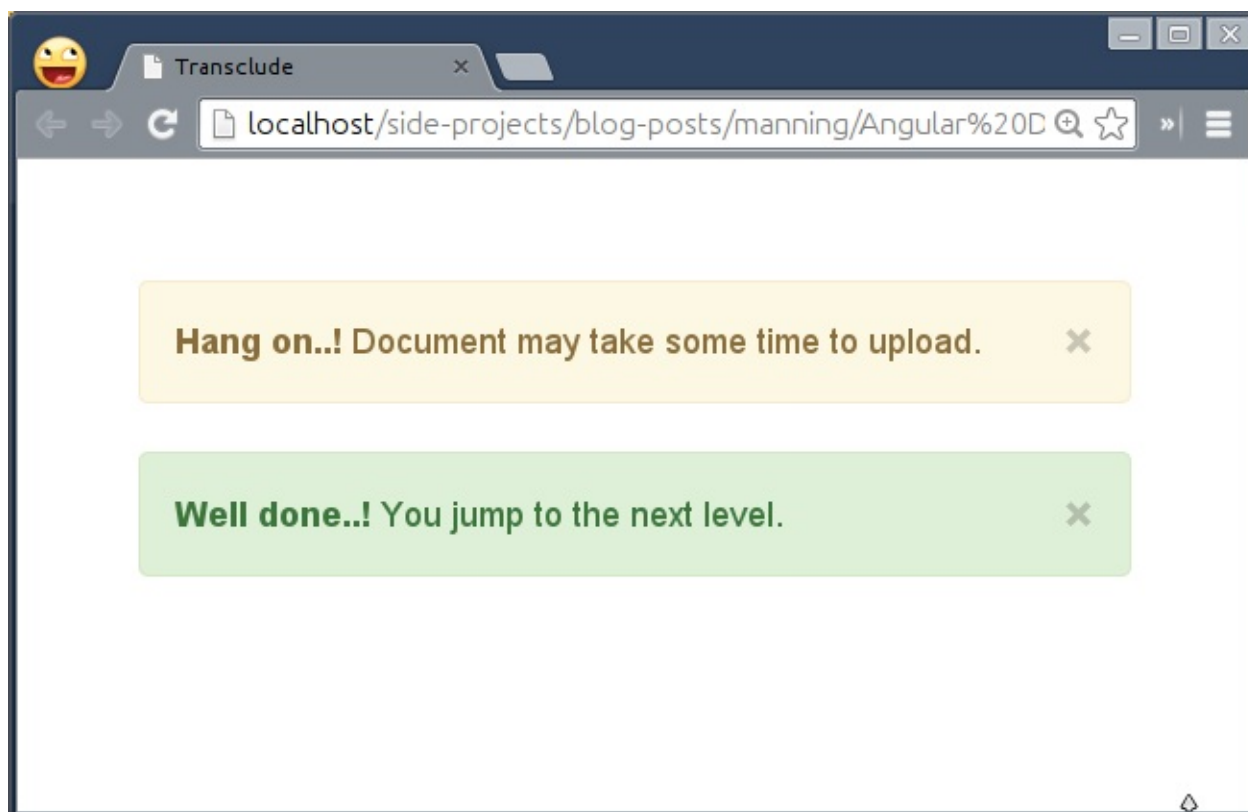 Transclude
localhost/side-projects/blog-posts/manning/Angular%20D
Hang on..! Document may take some time to upload.
Well done..! You jump to the next level.